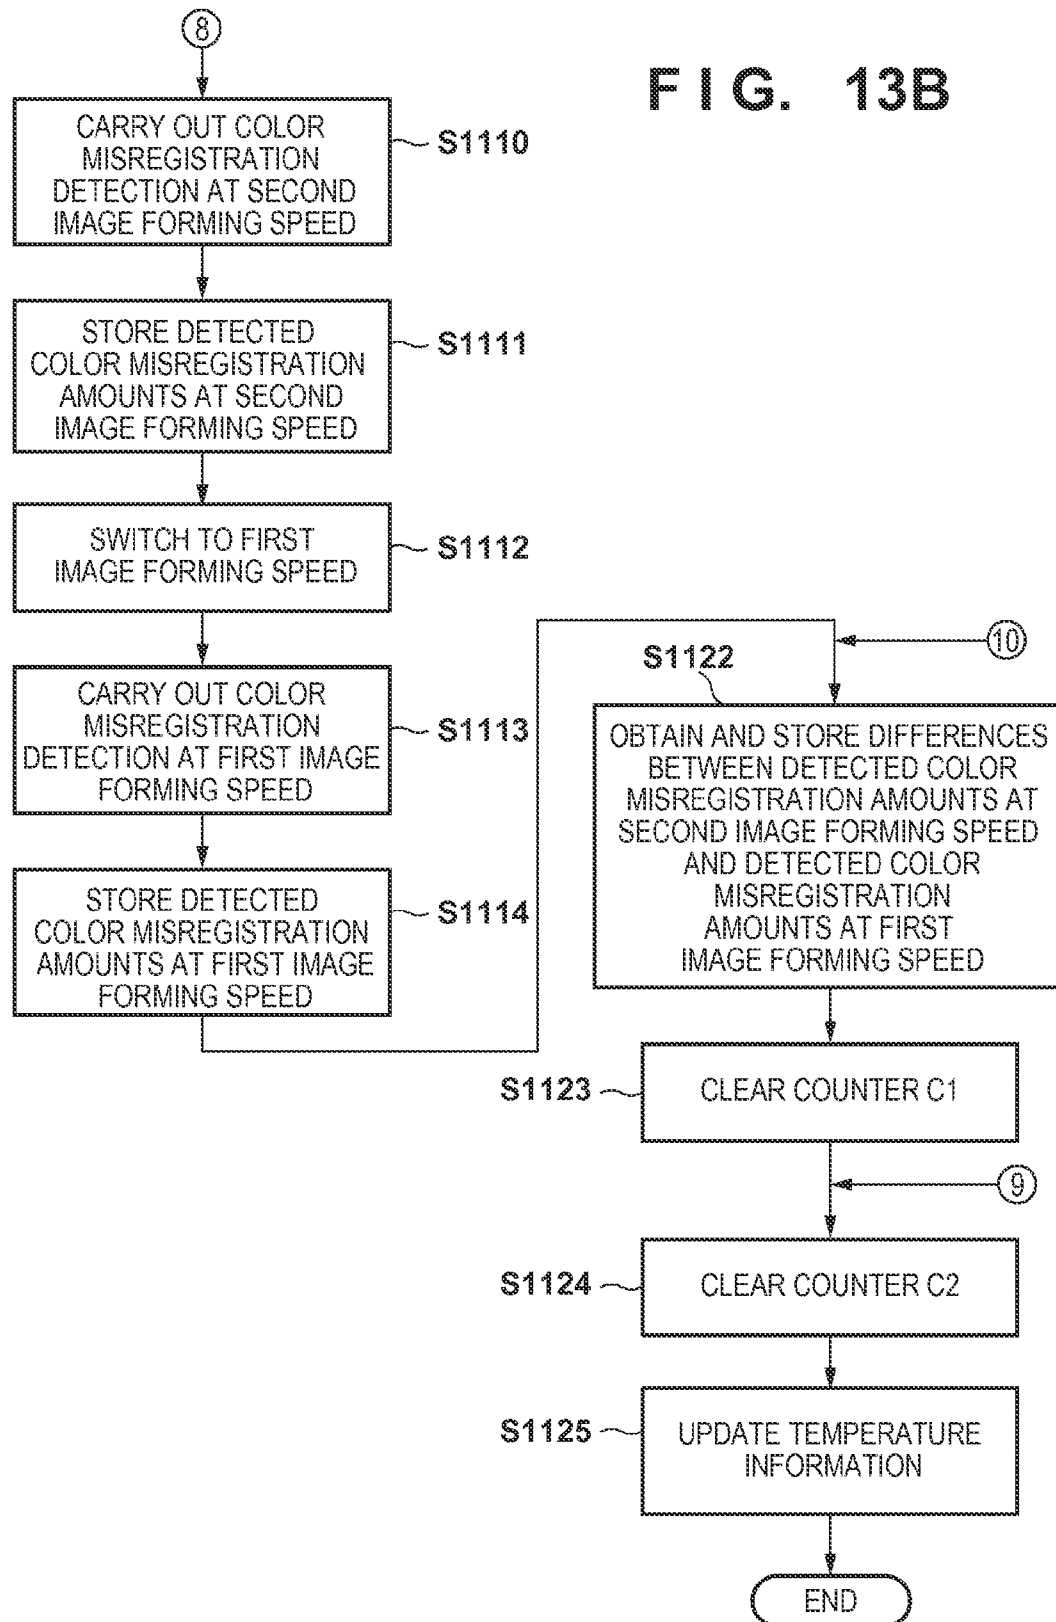 8
F I G. 13B
CARRY OUT COLOR
MISREGISTRATION
DETECTION AT SECOND
IMAGE FORMING SPEED
S1110
STORE DETECTED
COLOR MISREGISTRATION
AMOUNTS AT SECOND
IMAGE FORMING SPEED
S1111
SWITCH TO FIRST
IMAGE FORMING SPEED
S1112
CARRY OUT COLOR
MISREGISTRATION
DETECTION AT FIRST IMAGE
FORMING SPEED
S1113
STORE DETECTED
COLOR MISREGISTRATION
AMOUNTS AT FIRST IMAGE
FORMING SPEED
S1114
10
S1122
OBTAIN AND STORE DIFFERENCES
BETWEEN DETECTED COLOR
MISREGISTRATION AMOUNTS AT
SECOND IMAGE FORMING SPEED
AND DETECTED COLOR
MISREGISTRATION
AMOUNTS AT FIRST
IMAGE FORMING SPEED
S1123
CLEAR COUNTER C1
9
S1124
CLEAR COUNTER C2
S1125
UPDATE TEMPERATURE
INFORMATION
END